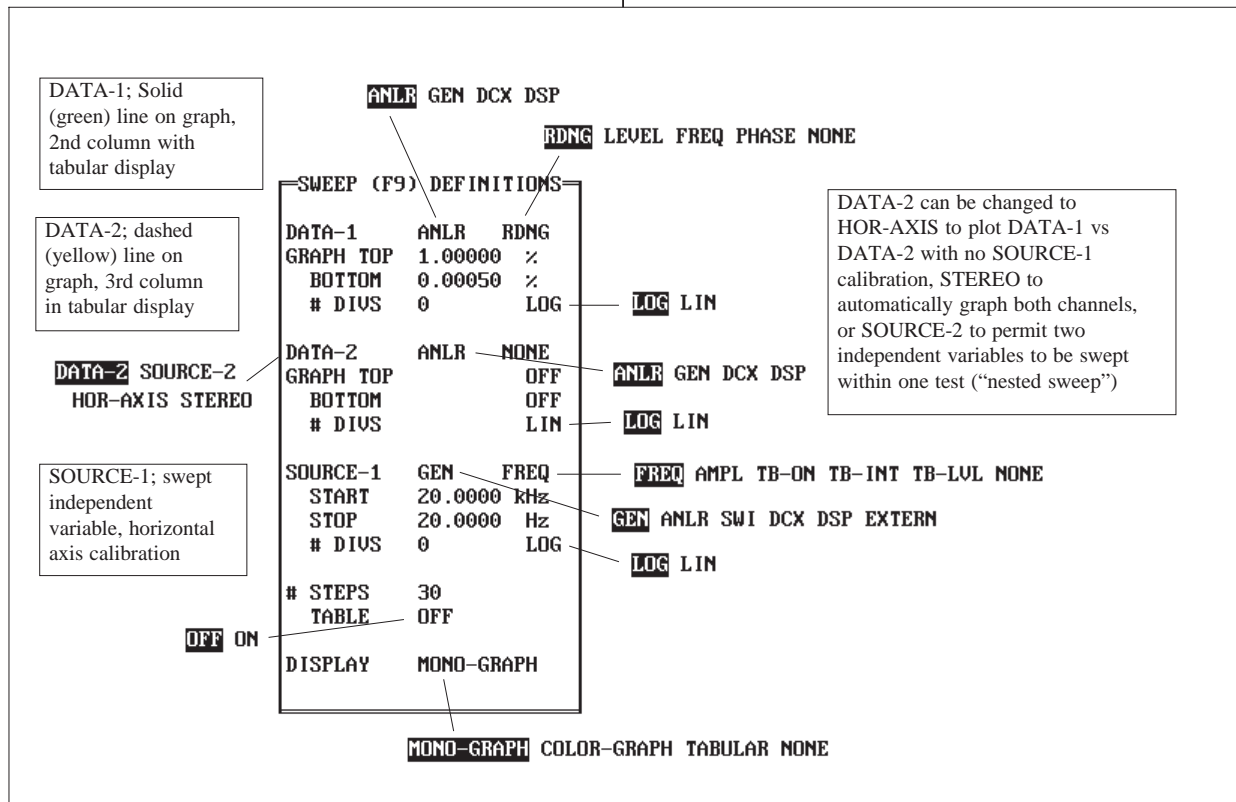 DATA-1; Solid
(green) line on graph,
2nd column with
tabular display
ANLR GEN DCX DSP
RDNG LEVEL FREQ PHASE NONE
SWEEP (F9) DEFINITIONS
DATA-1 ANLR RDNG
GRAPH TOP 1.00000 %
BOTTOM 0.00050 %
# DIVS 0 LOG
LOG LIN
DATA-2; dashed
(yellow) line on
graph, 3rd column
in tabular display
DATA-2 can be changed to
HOR-AXIS to plot DATA-1 vs
DATA-2 with no SOURCE-1
calibration, STEREO to
automatically graph both channels,
or SOURCE-2 to permit two
independent variables to be swept
within one test (“nested sweep”)
DATA-2 SOURCE-2
HOR-AXIS STEREO
DATA-2 ANLR NONE
GRAPH TOP OFF
BOTTOM OFF
# DIVS LIN
ANLR GEN DCX DSP
LOG LIN
SOURCE-1; swept
independent
variable, horizontal
axis calibration
SOURCE-1 GEN FREQ
START 20.0000 kHz
STOP 20.0000 Hz
# DIVS 0 LOG
FREQ AMPL TB-ON TB-INT TB-LVL NONE
GEN ANLR SWI DCX DSP EXTERN
LOG LIN
# STEPS 30
TABLE OFF
OFF ON
DISPLAY MONO-GRAPH
MONO-GRAPH COLOR-GRAPH TABULAR NONE